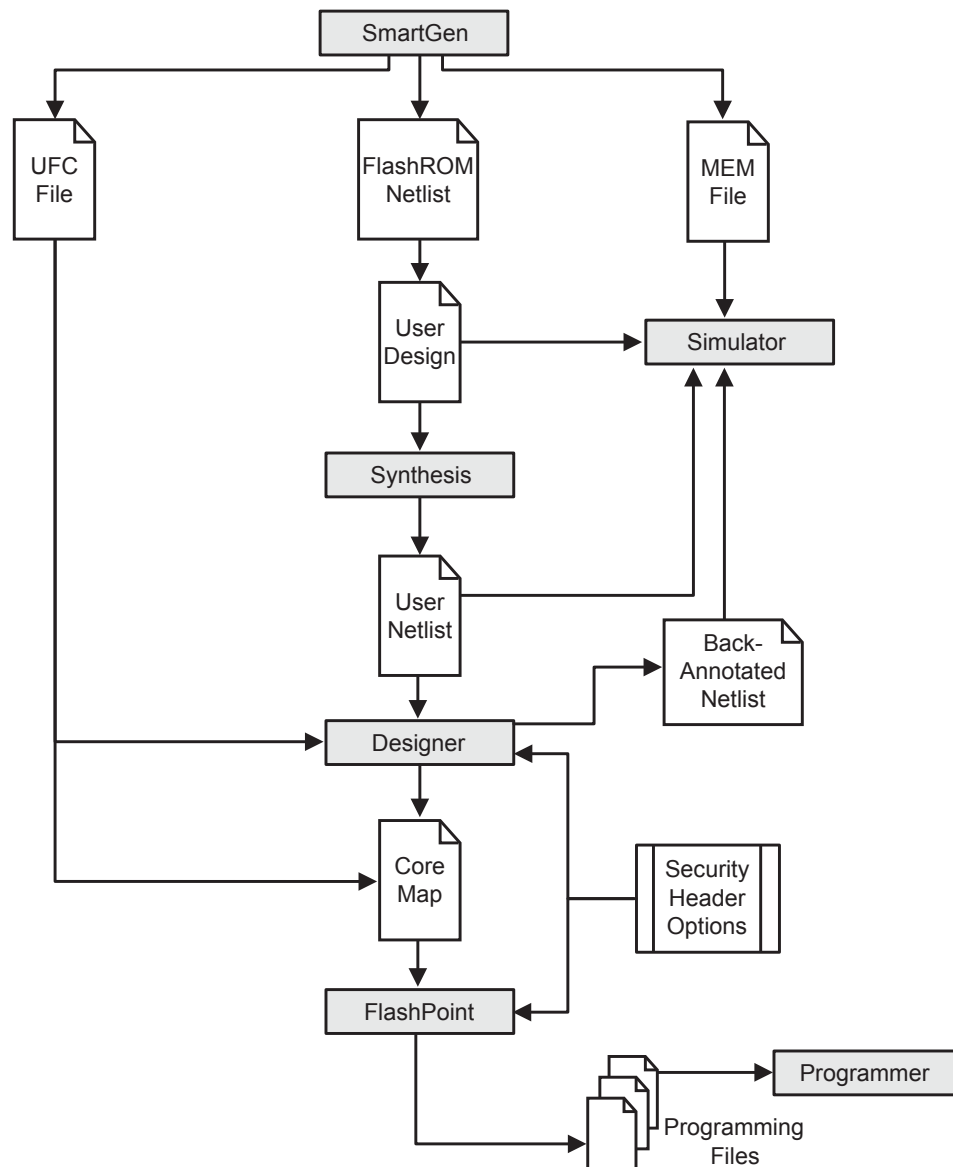 SmartGen
UFC
File
FlashROM
Netlist
MEM
File
User
Design
Simulator
Synthesis
User
Netlist
Back-
Annotated
Netlist
Designer
Core
Map
Security
Header
Options
FlashPoint
Programmer
Programming
Files